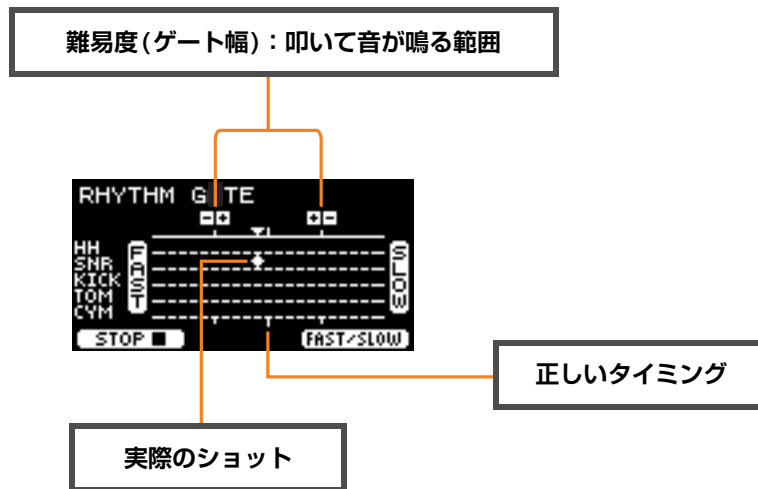 難易度(ゲート幅)：叩いて音が鳴る範囲
RHYTHM G TE
-+ +-
HH
SNR
KICK
TOM
CYM
FAST
SLOW
STOP ■
FAST/SLOW
正しいタイミング
実際のショット